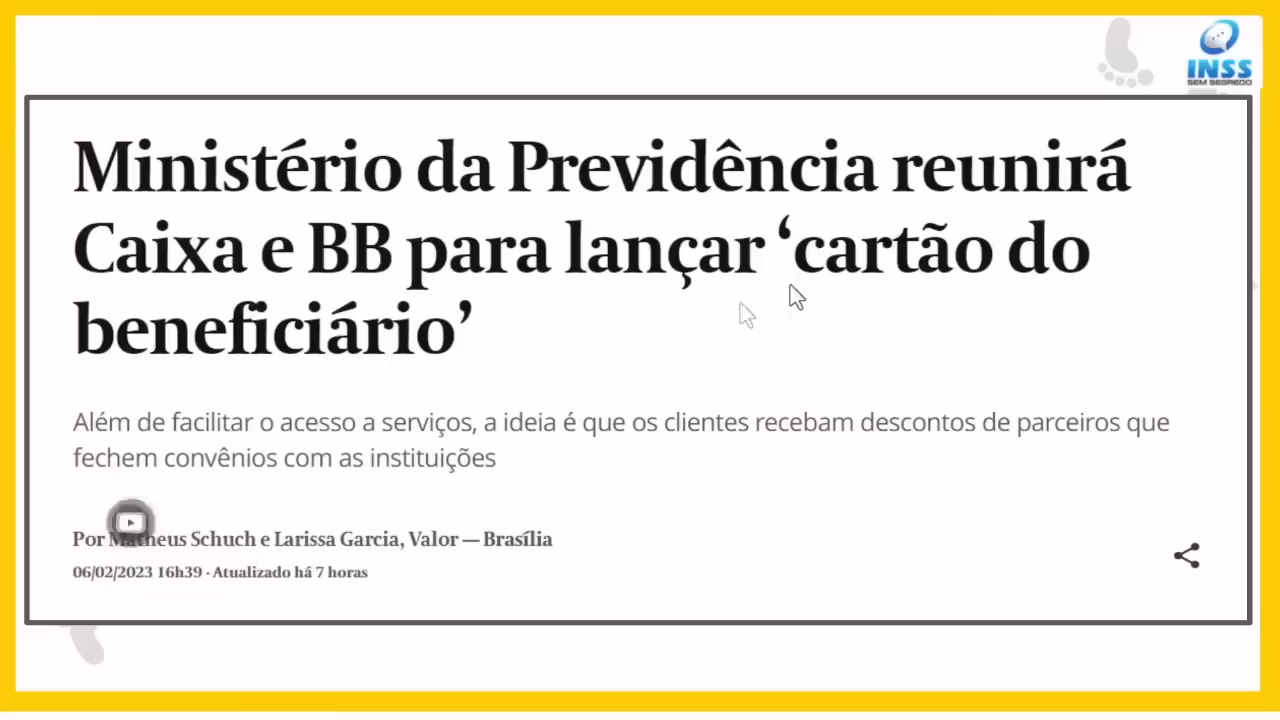 INSS
SEM SEGREDO
Ministério da Previdência reunirá
Caixa e BB para lançar ‘cartão do
beneficiário’
Além de facilitar o acesso a serviços, a ideia é que os clientes recebam descontos de parceiros que
fechem convênios com as instituições
Por Matheus Schuch e Larissa Garcia, Valor — Brasília
06/02/2023 16h39 · Atualizado há 7 horas